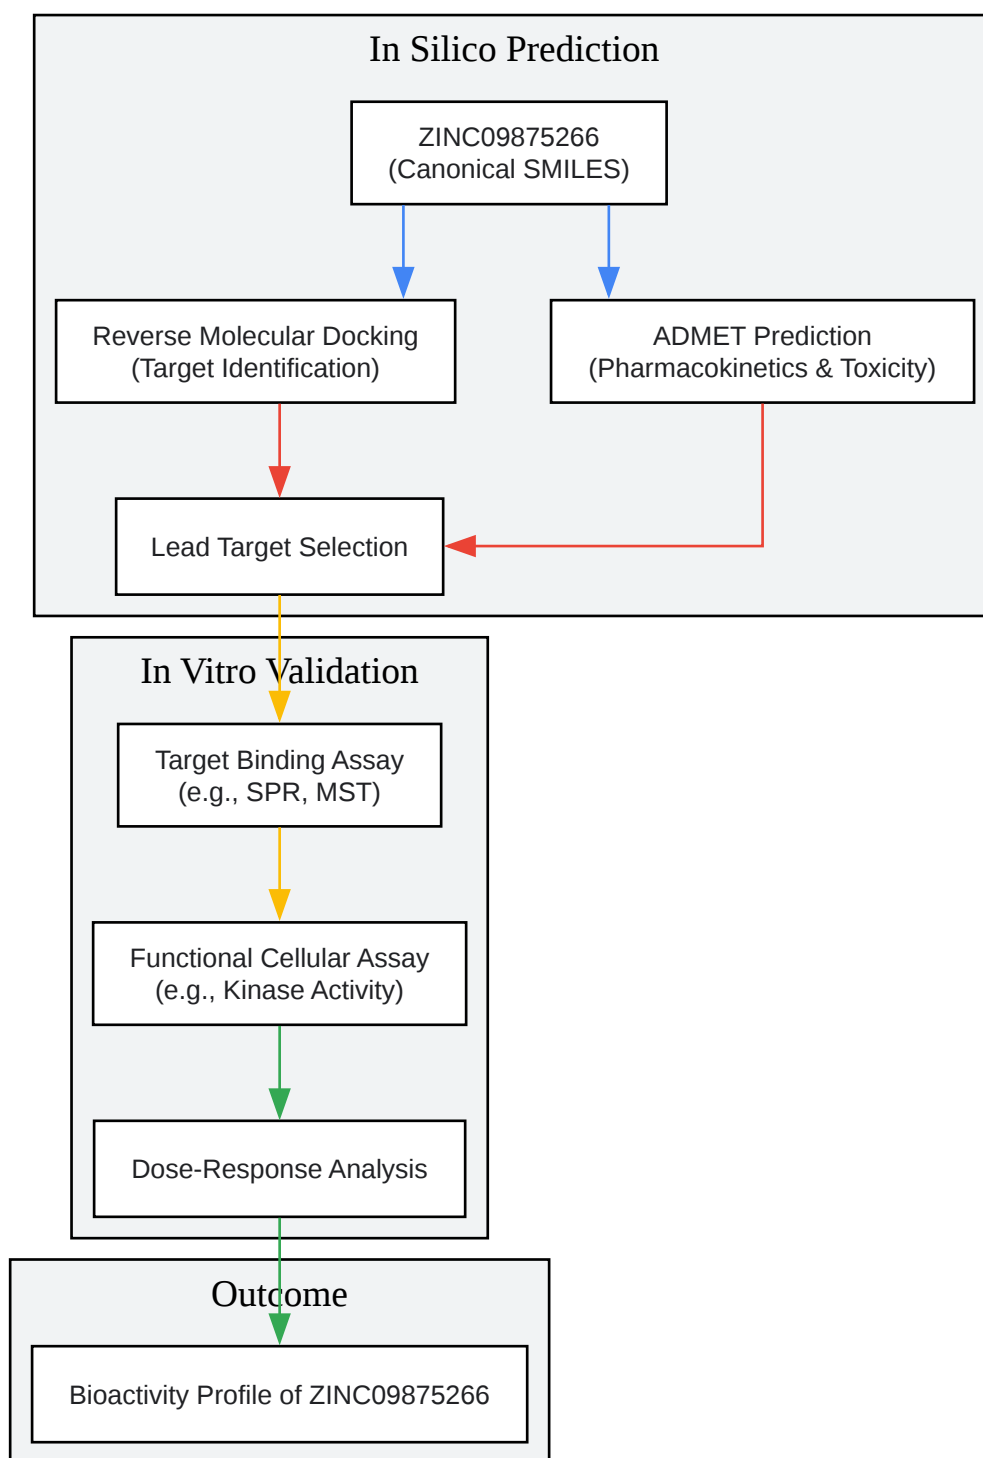 In Silico Prediction
ZINC09875266
(Canonical SMILES)
Reverse Molecular Docking
(Target Identification)
ADMET Prediction
(Pharmacokinetics & Toxicity)
Lead Target Selection
In Vitro Validation
Target Binding Assay
(e.g., SPR, MST)
Functional Cellular Assay
(e.g., Kinase Activity)
Dose-Response Analysis
Outcome
Bioactivity Profile of ZINC09875266